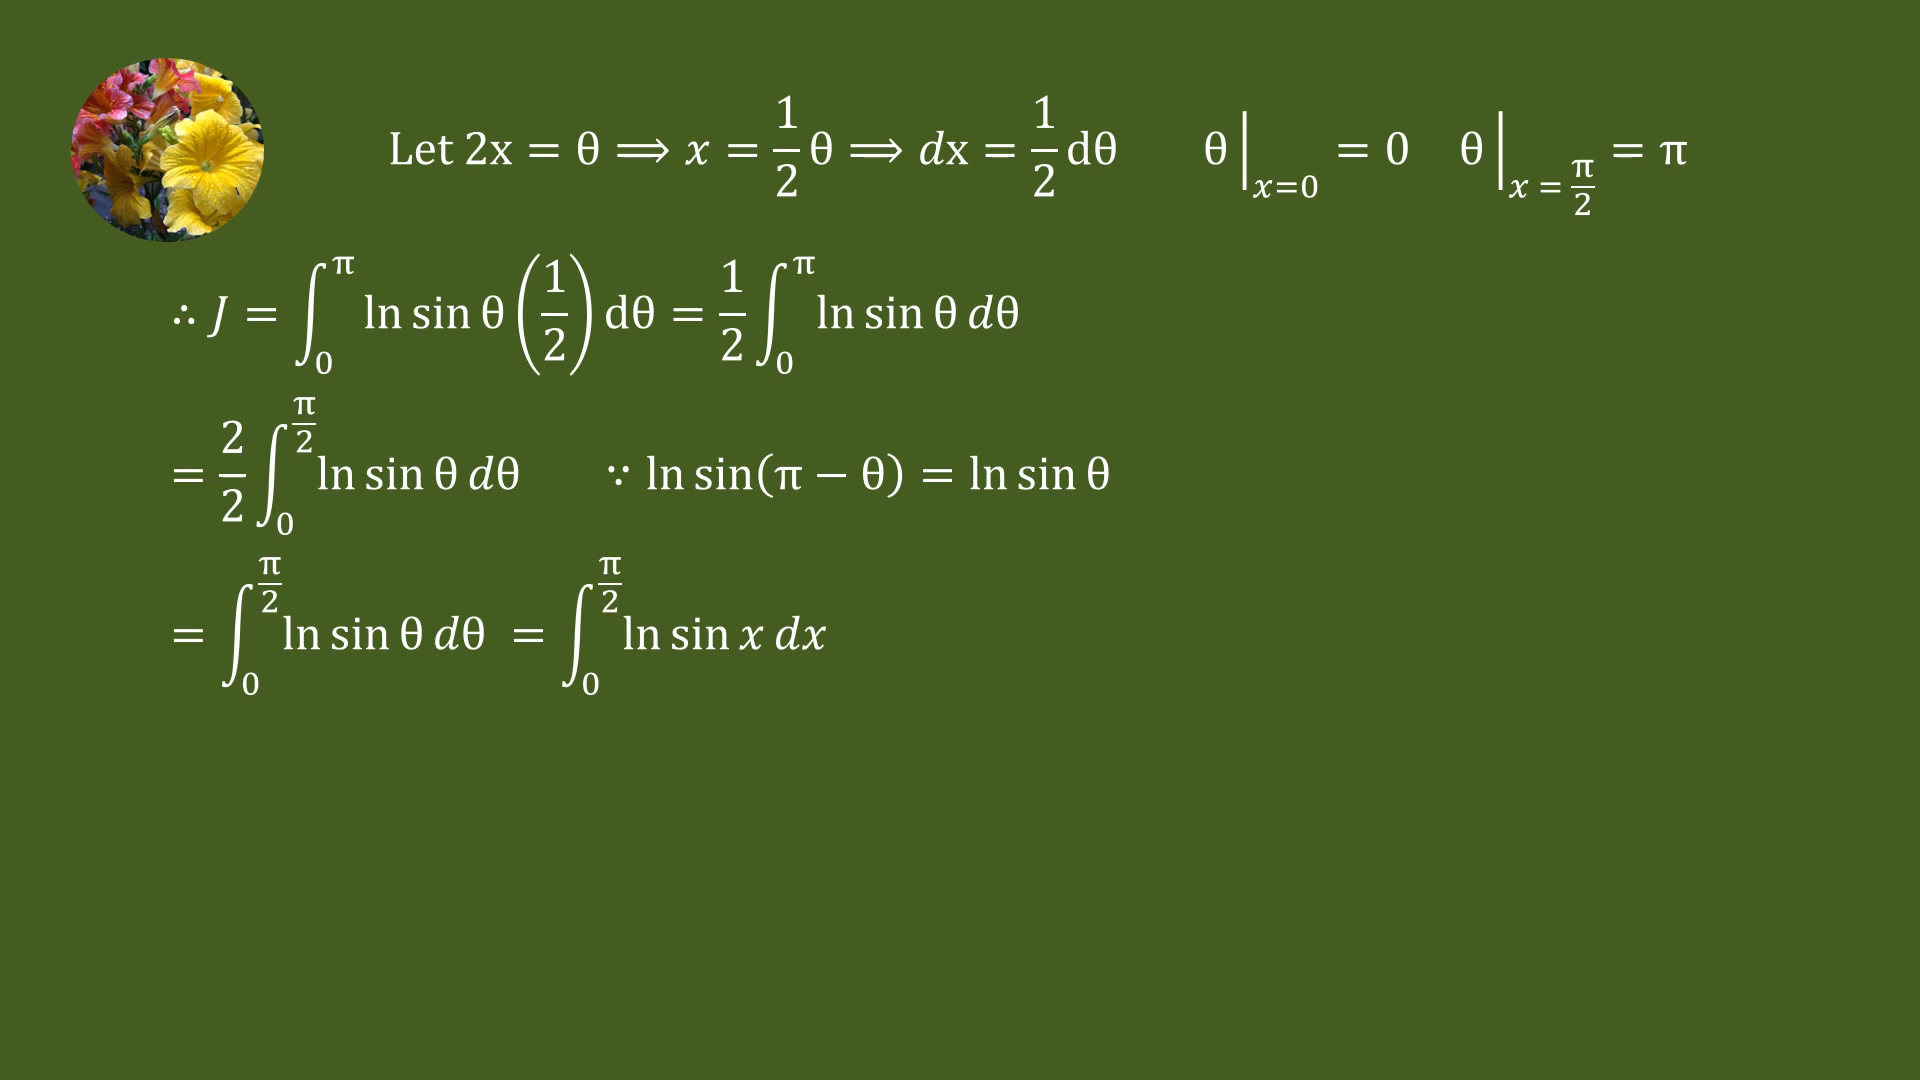 Let 2x = θ ⟹ x = 1/2 θ ⟹ dx = 1/2 dθ θ|_{x=0} = 0 θ|_{x = π/2} = π
∴ J = ∫_0^π ln sin θ (1/2) dθ = 1/2 ∫_0^π ln sin θ dθ
= 2/2 ∫_0^{π/2} ln sin θ dθ ∵ ln sin(π − θ) = ln sin θ
= ∫_0^{π/2} ln sin θ dθ = ∫_0^{π/2} ln sin x dx